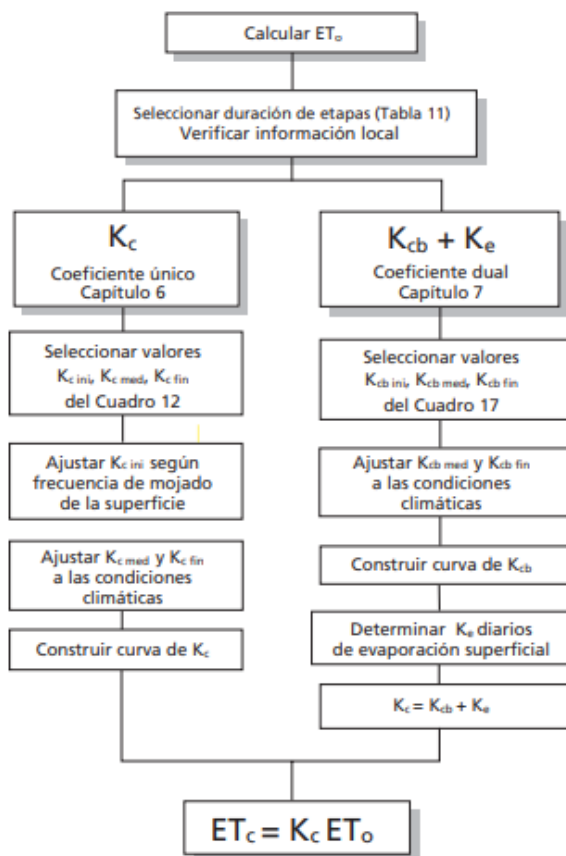 Calcular ETo
Seleccionar duración de etapas (Tabla 11)
Verificar información local
Kc
Coeficiente único
Capítulo 6
Seleccionar valores
Kc ini, Kc med, Kc fin
del Cuadro 12
Ajustar Kc ini según
frecuencia de mojado
de la superficie
Ajustar Kc med y Kc fin
a las condiciones
climáticas
Construir curva de Kc
Kcb + Ke
Coeficiente dual
Capítulo 7
Seleccionar valores
Kcb ini, Kcb med, Kcb fin
del Cuadro 17
Ajustar Kcb med y Kcb fin
a las condiciones
climáticas
Construir curva de Kcb
Determinar Ke diarios
de evaporación superficial
Kc = Kcb + Ke
ETc = Kc ETo